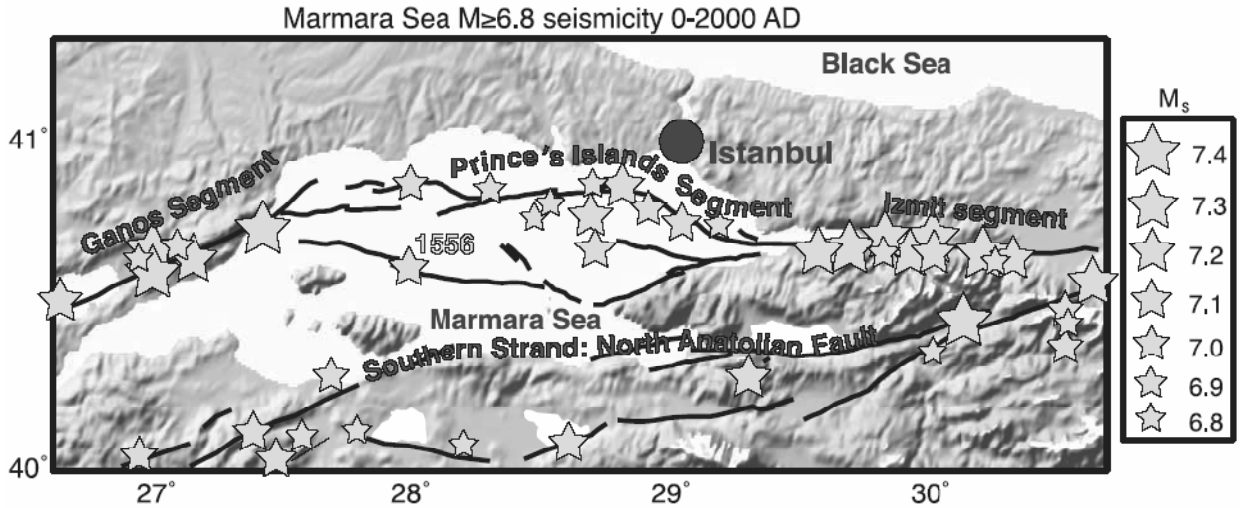 Marmara Sea M≥6.8 seismicity 0-2000 AD
Black Sea
41°
Istanbul
Prince's Islands Segment
Ganos Segment
Izmit segment
1556
Marmara Sea
Southern Strand: North Anatolian Fault
40°
27°
28°
29°
30°
Ms
7.4
7.3
7.2
7.1
7.0
6.9
6.8